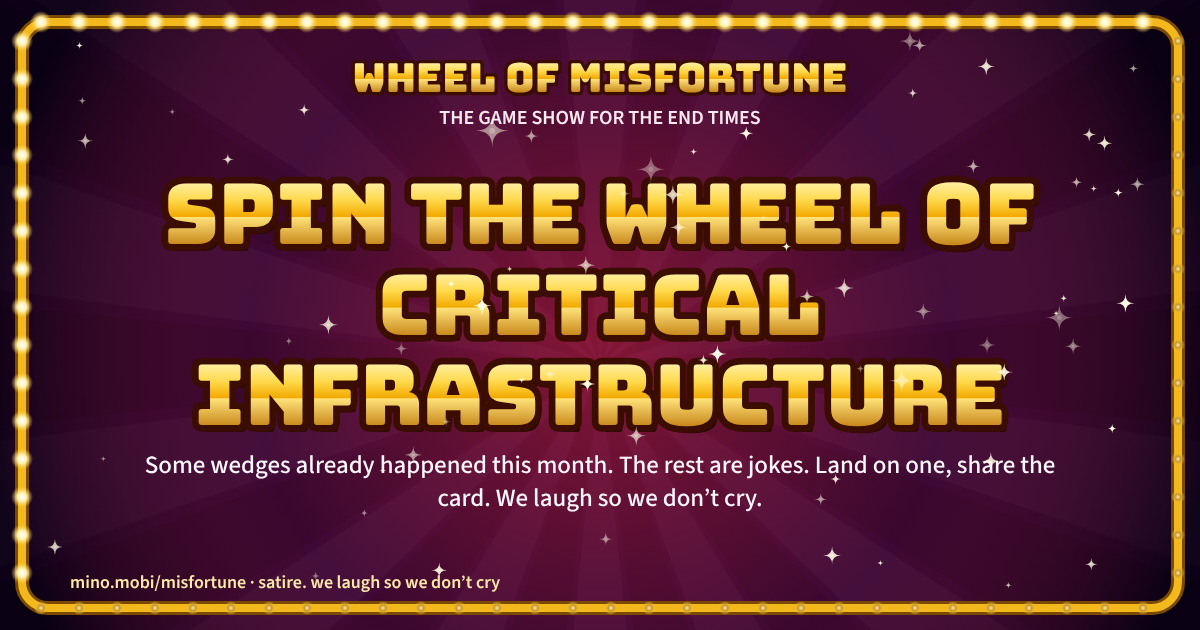 WHEEL OF MISFORTUNE
THE GAME SHOW FOR THE END TIMES
SPIN THE WHEEL OF
CRITICAL
INFRASTRUCTURE
Some wedges already happened this month. The rest are jokes. Land on one, share the
card. We laugh so we don’t cry.
mino.mobi/misfortune · satire. we laugh so we don’t cry